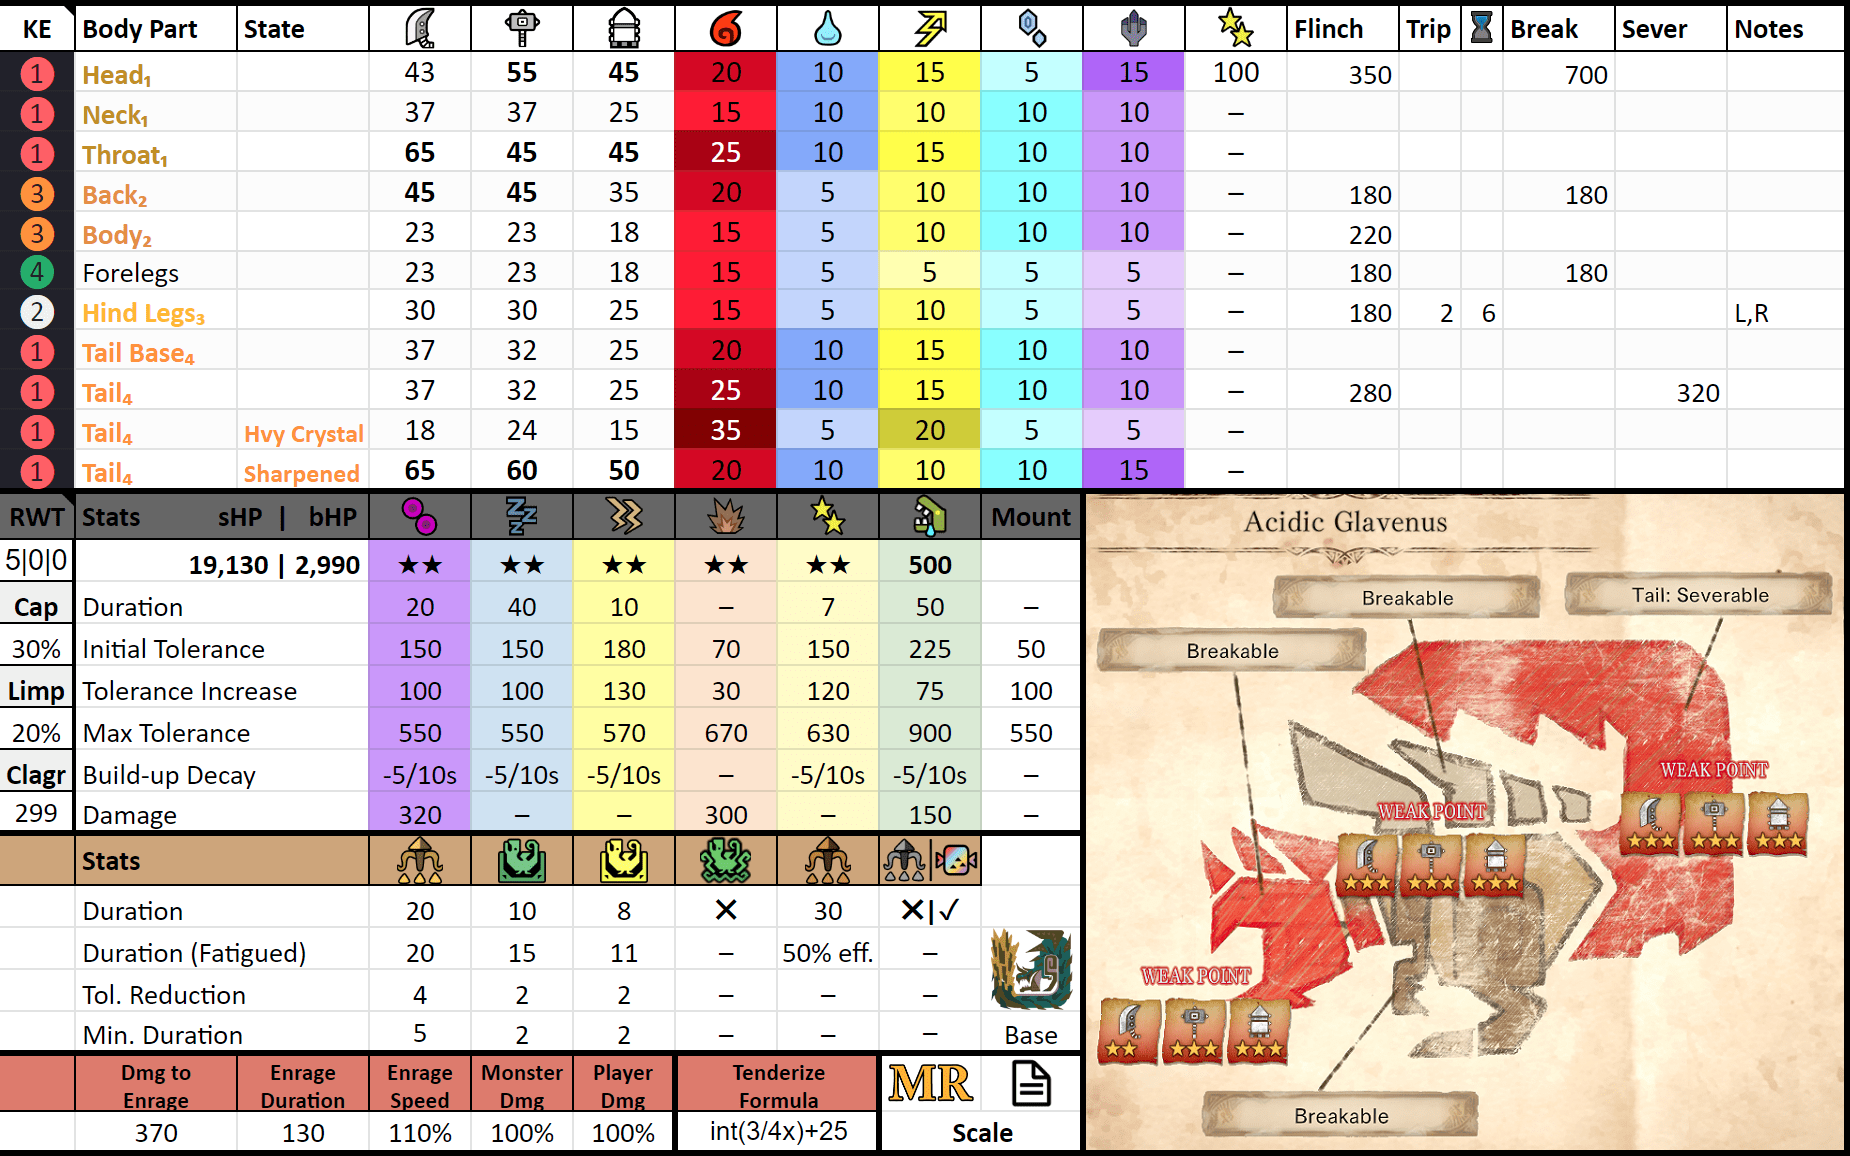 KE Body Part State Flinch Trip Break Sever Notes
1 Head₁ 43 55 45 20 10 15 5 15 100 350 700
1 Neck₁ 37 37 25 15 10 10 10 10 –
1 Throat₁ 65 45 45 25 10 15 10 10 –
3 Back₂ 45 45 35 20 5 10 10 10 – 180 180
3 Body₂ 23 23 18 15 5 10 10 10 – 220
4 Forelegs 23 23 18 15 5 5 5 5 – 180 180
2 Hind Legs₃ 30 30 25 15 5 10 5 5 – 180 2 6 L,R
1 Tail Base₄ 37 32 25 20 10 15 10 10 –
1 Tail₄ 37 32 25 25 10 15 10 10 – 280 320
1 Tail₄ Hvy Crystal 18 24 15 35 5 20 5 5 –
1 Tail₄ Sharpened 65 60 50 20 10 10 10 15 –
RWT Stats sHP | bHP Mount
5|0|0 19,130 | 2,990 ★★ ★★ ★★ ★★ ★★ 500
Cap Duration 20 40 10 – 7 50 –
30% Initial Tolerance 150 150 180 70 150 225 50
Limp Tolerance Increase 100 100 130 30 120 75 100
20% Max Tolerance 550 550 570 670 630 900 550
Clagr Build-up Decay -5/10s -5/10s -5/10s – -5/10s -5/10s –
299 Damage 320 – – 300 – 150 –
Stats
Duration 20 10 8 ✕ 30 ✕|✓
Duration (Fatigued) 20 15 11 – 50% eff. –
Tol. Reduction 4 2 2 – – –
Min. Duration 5 2 2 – – – Base
Dmg to Enrage Enrage Duration Enrage Speed Monster Dmg Player Dmg Tenderize Formula MR
370 130 110% 100% 100% int(3/4x)+25 Scale
Acidic Glavenus
Breakable
Tail: Severable
Breakable
WEAK POINT
WEAK POINT
WEAK POINT
Breakable